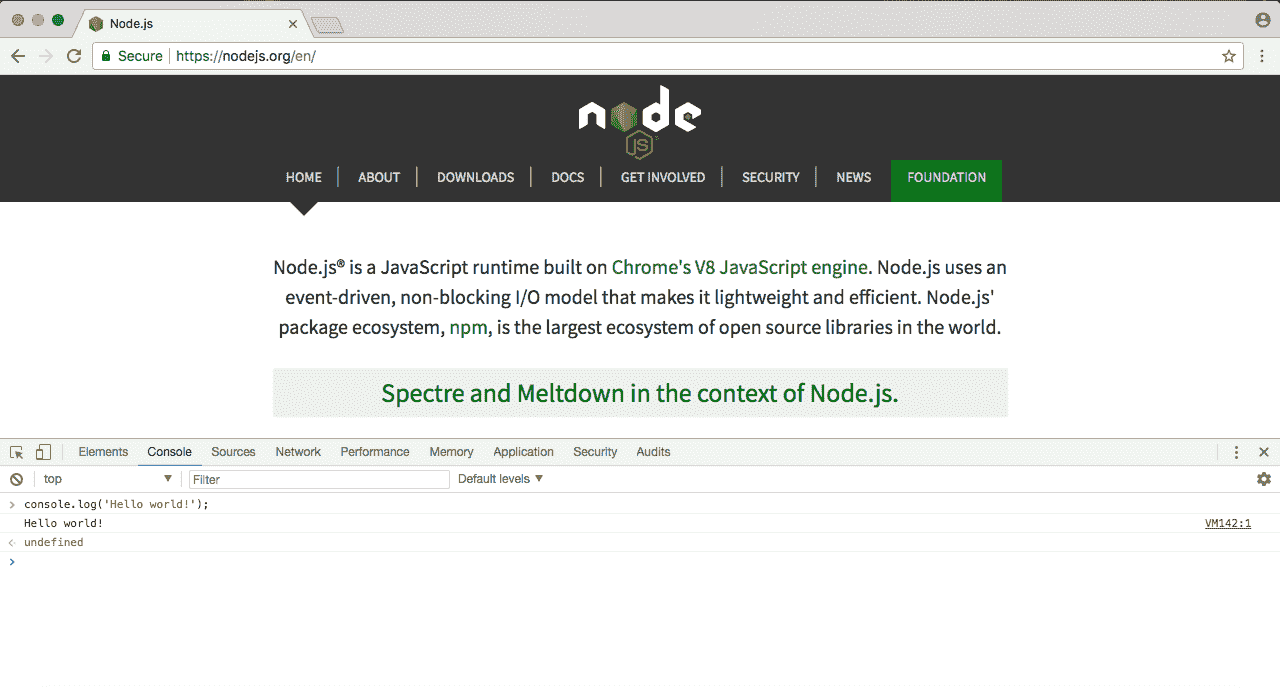 Node.js
Secure https://nodejs.org/en/
node
JS
HOME ABOUT DOWNLOADS DOCS GET INVOLVED SECURITY NEWS FOUNDATION
Node.js® is a JavaScript runtime built on Chrome's V8 JavaScript engine. Node.js uses an
event-driven, non-blocking I/O model that makes it lightweight and efficient. Node.js'
package ecosystem, npm, is the largest ecosystem of open source libraries in the world.
Spectre and Meltdown in the context of Node.js.
Elements Console Sources Network Performance Memory Application Security Audits
top Filter Default levels
console.log('Hello world!');
Hello world! VM142:1
undefined